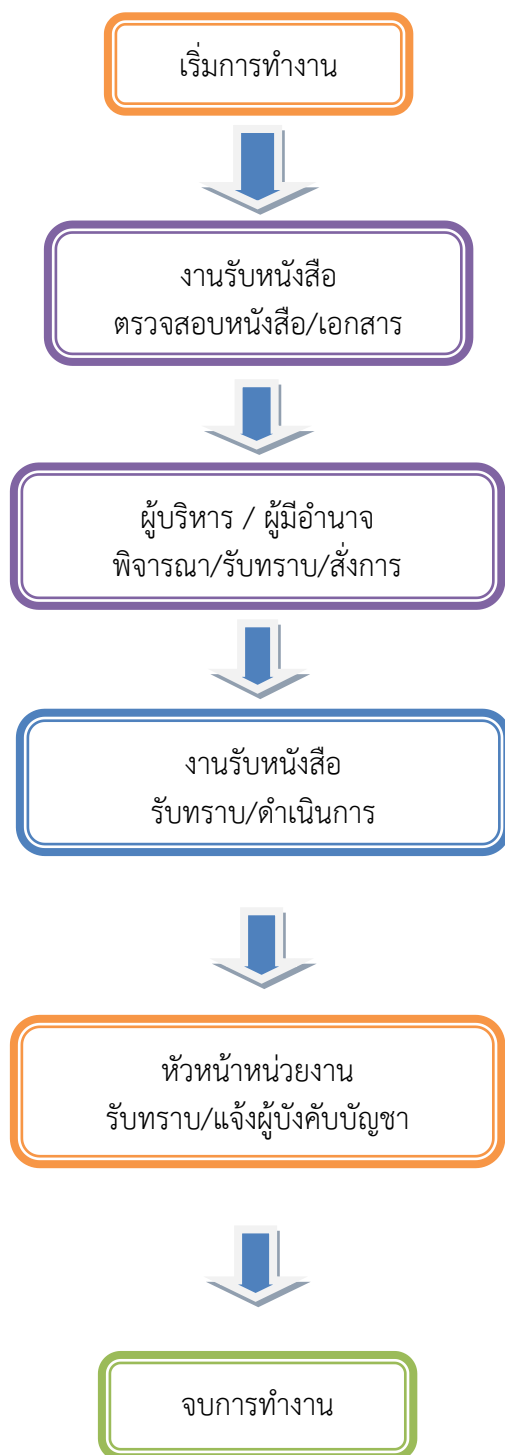 เริ่มการทำงาน
งานรับหนังสือ
ตรวจสอบหนังสือ/เอกสาร
ผู้บริหาร / ผู้มีอำนาจ
พิจารณา/รับทราบ/สั่งการ
งานรับหนังสือ
รับทราบ/ดำเนินการ
หัวหน้าหน่วยงาน
รับทราบ/แจ้งผู้บังคับบัญชา
จบการทำงาน